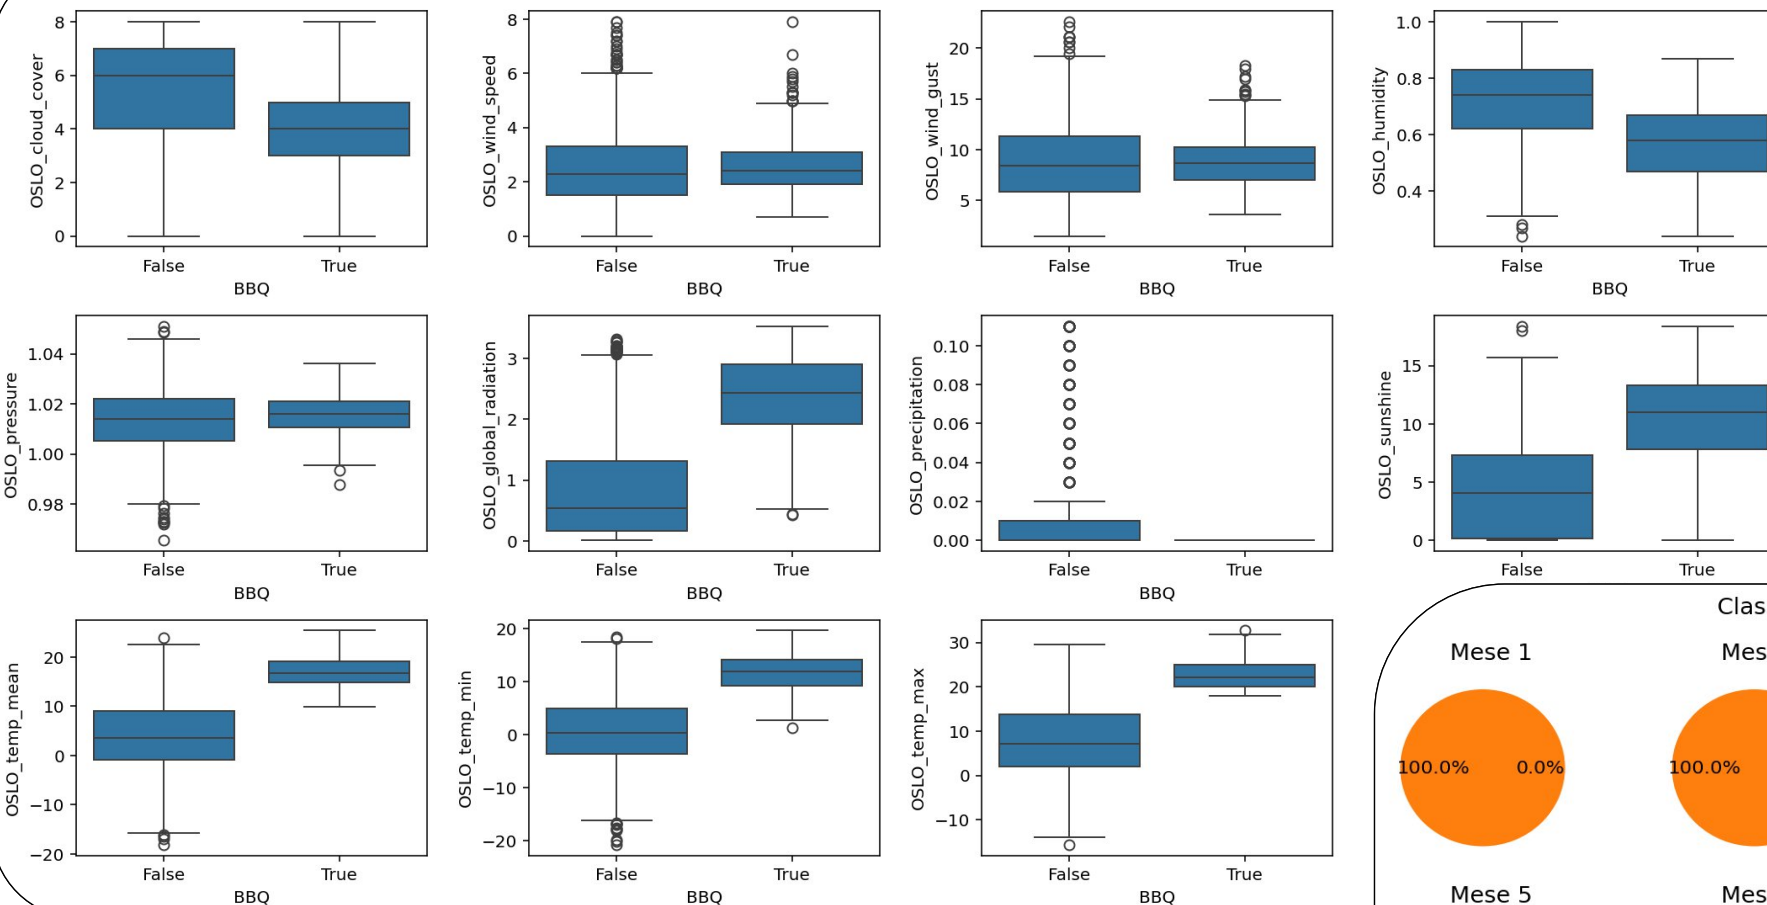 OSLO_cloud_cover
8
6
4
2
0
False True
BBQ
OSLO_wind_speed
8
6
4
2
0
False True
BBQ
OSLO_wind_gust
20
15
10
5
False True
BBQ
OSLO_humidity
1.0
0.8
0.6
0.4
False True
BBQ
OSLO_pressure
1.04
1.02
1.00
0.98
False True
BBQ
OSLO_global_radiation
3
2
1
0
False True
BBQ
OSLO_precipitation
0.10
0.08
0.06
0.04
0.02
0.00
False True
BBQ
OSLO_sunshine
15
10
5
0
False True
OSLO_temp_mean
20
10
0
−10
−20
False True
BBQ
OSLO_temp_min
20
10
0
−10
−20
False True
BBQ
OSLO_temp_max
30
20
10
0
−10
False True
BBQ
Clas
Mese 1 Mes
100.0% 0.0% 100.0%
Mese 5 Mes